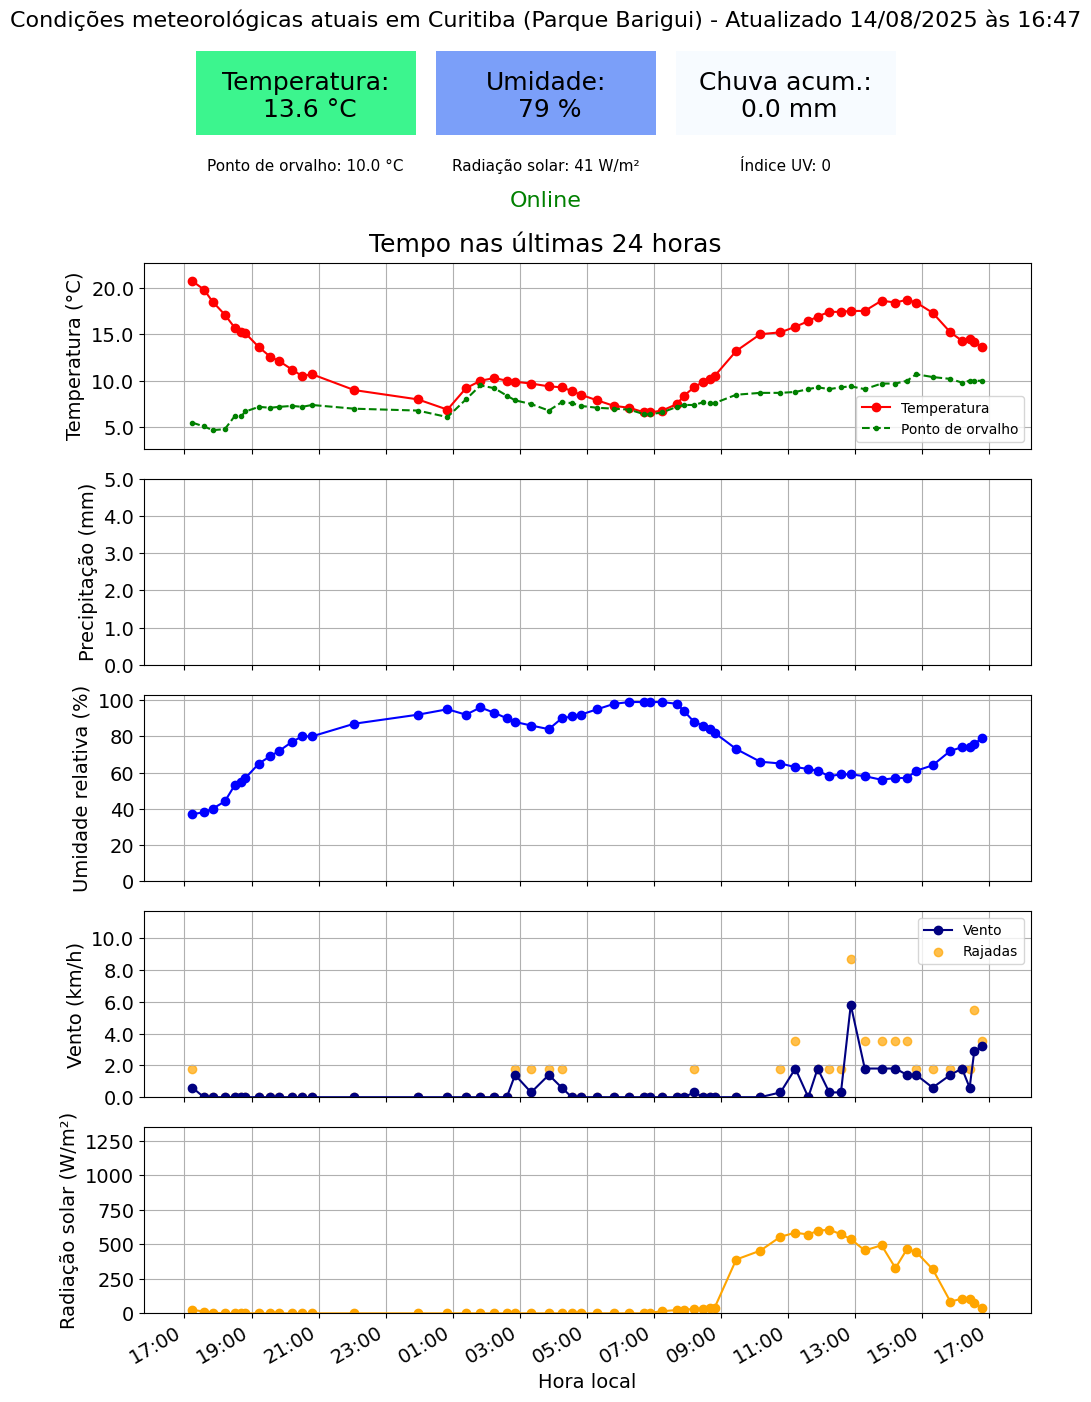 Condições meteorológicas atuais em Curitiba (Parque Barigui) - Atualizado 14/08/2025 às 16:47
Temperatura:
13.6 °C
Umidade:
79 %
Chuva acum.:
0.0 mm
Ponto de orvalho: 10.0 °C
Radiação solar: 41 W/m²
Índice UV: 0
Online
Tempo nas últimas 24 horas
Temperatura (°C)
20.0
15.0
10.0
5.0
Temperatura
Ponto de orvalho
Precipitação (mm)
5.0
4.0
3.0
2.0
1.0
0.0
Umidade relativa (%)
100
80
60
40
20
0
Vento (km/h)
10.0
8.0
6.0
4.0
2.0
0.0
Vento
Rajadas
Radiação solar (W/m²)
1250
1000
750
500
250
0
17:00
19:00
21:00
23:00
01:00
03:00
05:00
07:00
09:00
11:00
13:00
15:00
17:00
Hora local